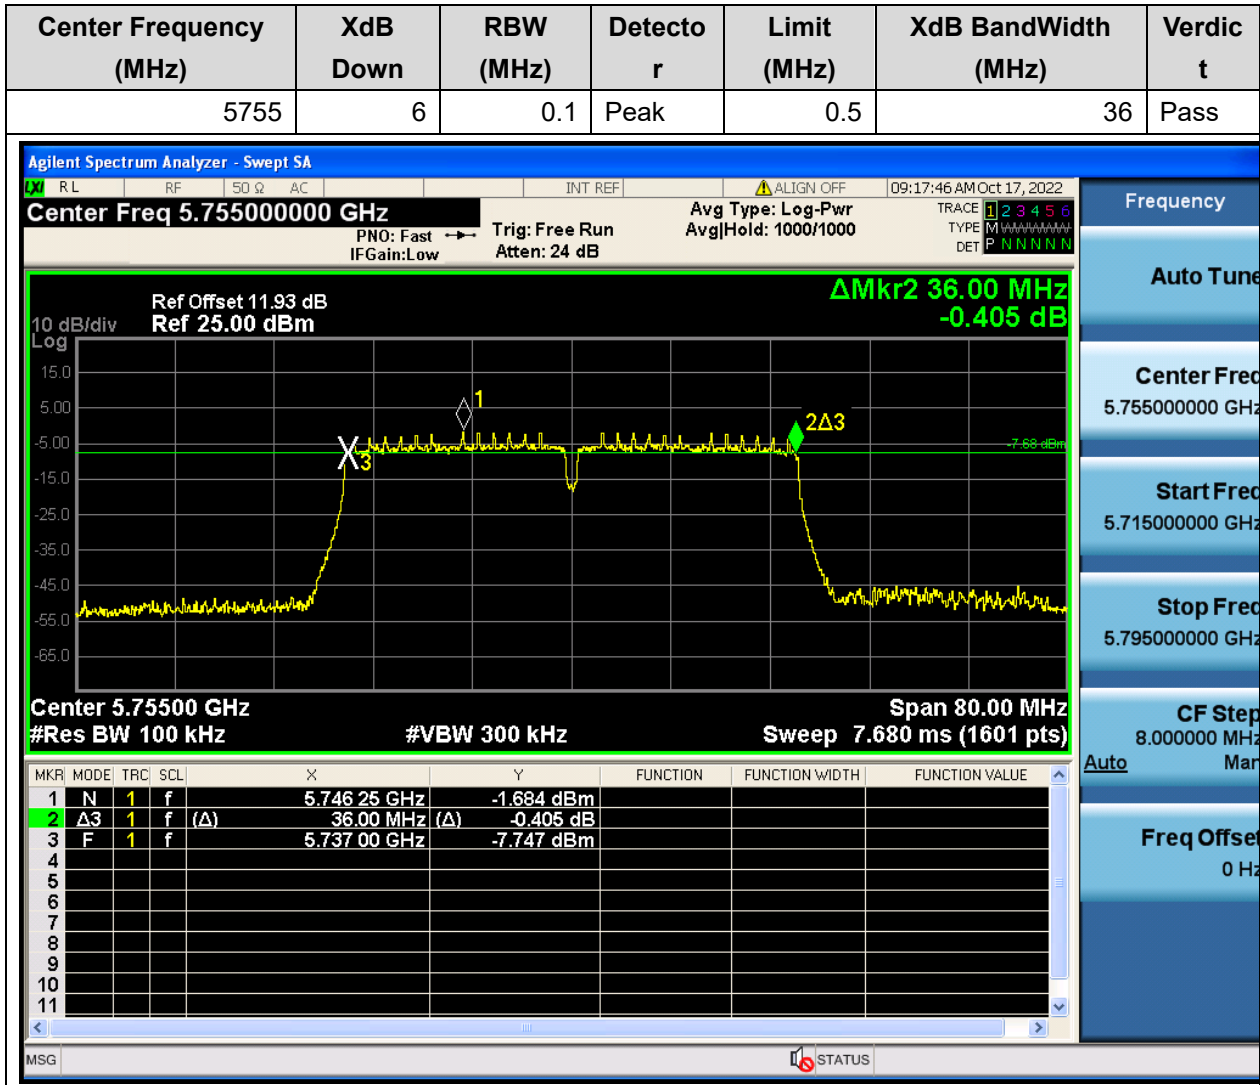 Center Frequency (MHz) XdB Down RBW (MHz) Detecto r Limit (MHz) XdB BandWidth (MHz) Verdic t
5755 6 0.1 Peak 0.5 36 Pass
Agilent Spectrum Analyzer - Swept SA
LXI RL RF 50 Ω AC INT REF ALIGN OFF 09:17:46 AM Oct 17, 2022
Center Freq 5.755000000 GHz
PNO: Fast
IFGain:Low
Trig: Free Run
Atten: 24 dB
Avg Type: Log-Pwr
Avg|Hold: 1000/1000
TRACE 1 2 3 4 5 6
TYPE M
DET P N N N N N
ΔMkr2 36.00 MHz
-0.405 dB
Ref Offset 11.93 dB
10 dB/div Ref 25.00 dBm
Log
15.0
5.00
-5.00
-15.0
-25.0
-35.0
-45.0
-55.0
-65.0
1
2Δ3
3
-7.68 dBm
Center 5.75500 GHz Span 80.00 MHz
#Res BW 100 kHz #VBW 300 kHz Sweep 7.680 ms (1601 pts)
MKR MODE TRC SCL X Y FUNCTION FUNCTION WIDTH FUNCTION VALUE
1 N 1 f 5.746 25 GHz -1.684 dBm
2 Δ3 1 f (Δ) 36.00 MHz (Δ) -0.405 dB
3 F 1 f 5.737 00 GHz -7.747 dBm
4
5
6
7
8
9
10
11
MSG STATUS
Frequency
Auto Tune
Center Freq
5.755000000 GHz
Start Freq
5.715000000 GHz
Stop Freq
5.795000000 GHz
CF Step
8.000000 MHz
Auto Man
Freq Offset
0 Hz